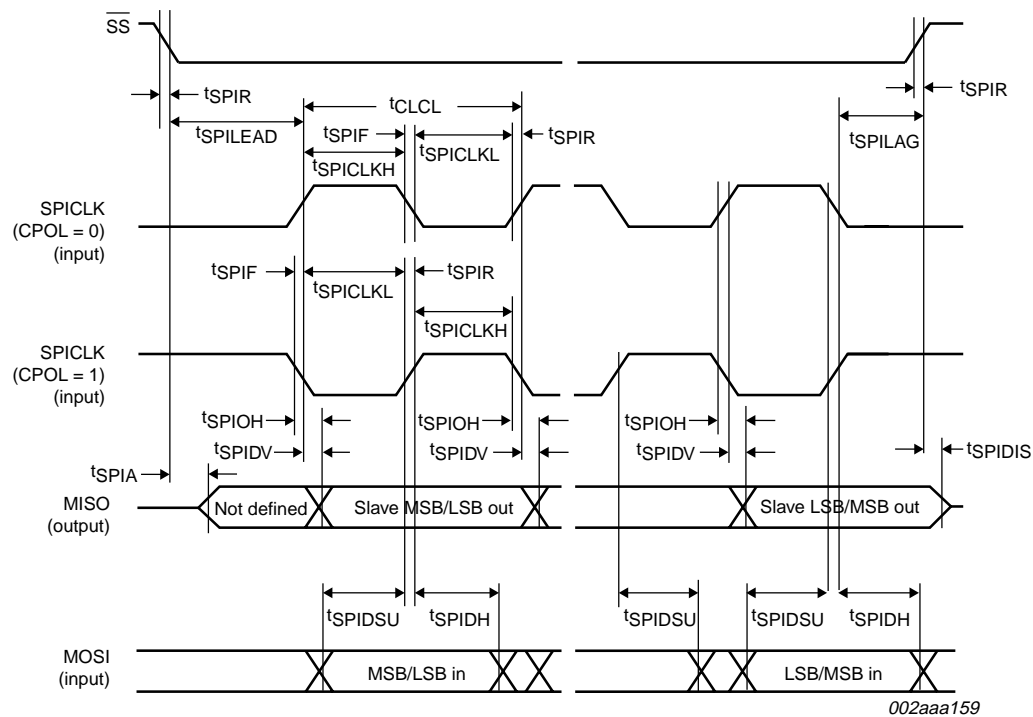 SS
tSPIR
tSPIR
tCLCL
tSPILEAD
tSPIF
tSPICLKL
tSPIR
tSPILAG
tSPICLKH
SPICLK
(CPOL = 0)
(input)
tSPIF
tSPICLKL
tSPIR
tSPICLKH
SPICLK
(CPOL = 1)
(input)
tSPIOH
tSPIOH
tSPIOH
tSPIDV
tSPIDV
tSPIDV
tSPIDIS
tSPIA
MISO
(output)
Not defined
Slave MSB/LSB out
Slave LSB/MSB out
tSPIDSU
tSPIDH
tSPIDSU
tSPIDSU
tSPIDH
MOSI
(input)
MSB/LSB in
LSB/MSB in
002aaa159